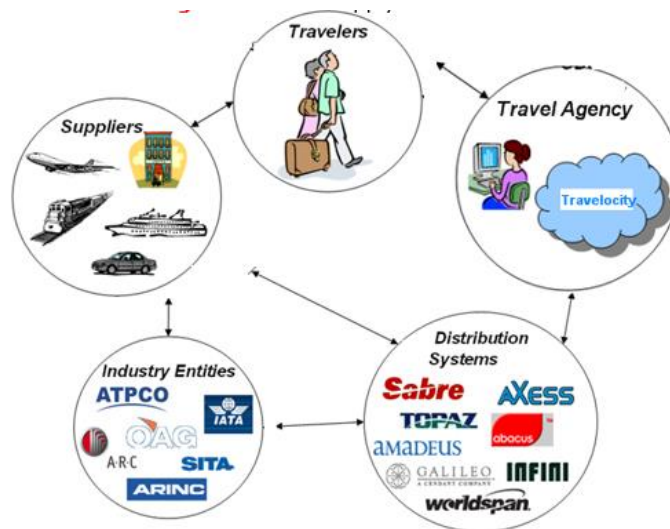 Travelers
Suppliers
Travel Agency
Travelocity
Industry Entities
ATPCO
IATA
OAG
A·R·C
SITA
ARINC
Distribution
Systems
Sabre
AXESS
TOPAZ
abacus
AMADEUS
GALILEO
A CENDANT COMPANY
INFINI
worldspan